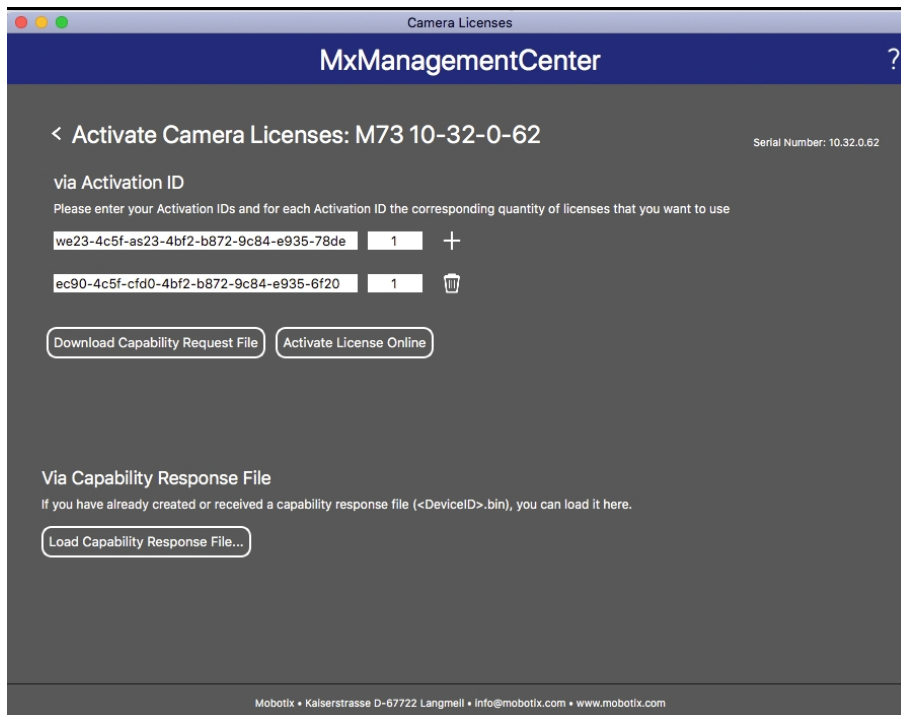 Camera Licenses
MxManagementCenter
?
< Activate Camera Licenses: M73 10-32-0-62
Serial Number: 10.32.0.62
via Activation ID
Please enter your Activation IDs and for each Activation ID the corresponding quantity of licenses that you want to use
we23-4c5f-as23-4bf2-b872-9c84-e935-78de 1 +
ec90-4c5f-cfd0-4bf2-b872-9c84-e935-6f20 1
Download Capability Request File Activate License Online
Via Capability Response File
If you have already created or received a capability response file (<DeviceID>.bin), you can load it here.
Load Capability Response File...
Mobotix • Kaiserstrasse D-67722 Langmeil • info@mobotix.com • www.mobotix.com